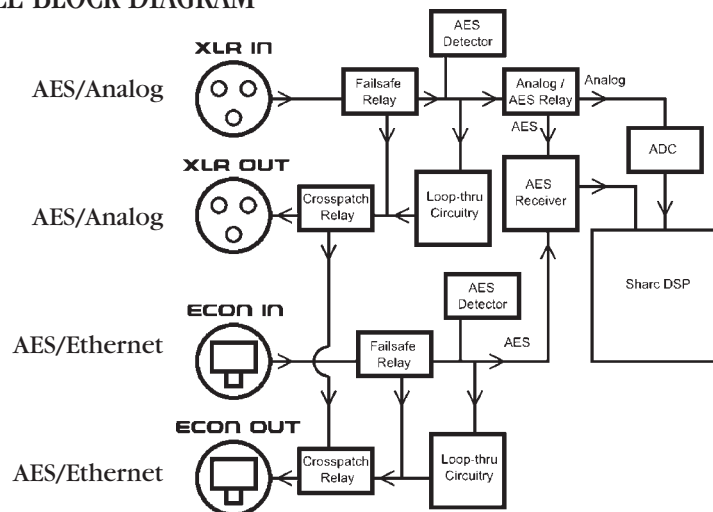 BLOCK DIAGRAM
XLR IN
AES/Analog
AES
Detector
Failsafe
Relay
Analog /
AES Relay
Analog
AES
ADC
XLR OUT
AES/Analog
Crosspatch
Relay
Loop-thru
Circuitry
AES
Receiver
Sharc DSP
ECON IN
AES/Ethernet
AES
Detector
Failsafe
Relay
AES
ECON OUT
AES/Ethernet
Crosspatch
Relay
Loop-thru
Circuitry